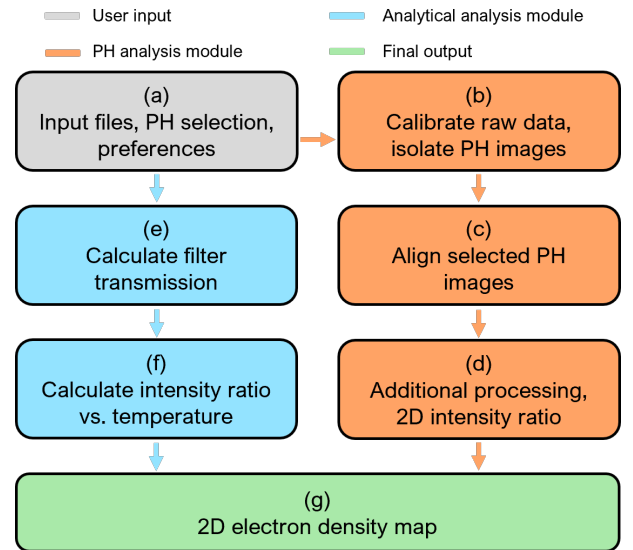 User input
Analytical analysis module
PH analysis module
Final output
(a)
Input files, PH selection,
preferences
(b)
Calibrate raw data,
isolate PH images
(e)
Calculate filter
transmission
(c)
Align selected PH
images
(f)
Calculate intensity ratio
vs. temperature
(d)
Additional processing,
2D intensity ratio
(g)
2D electron density map